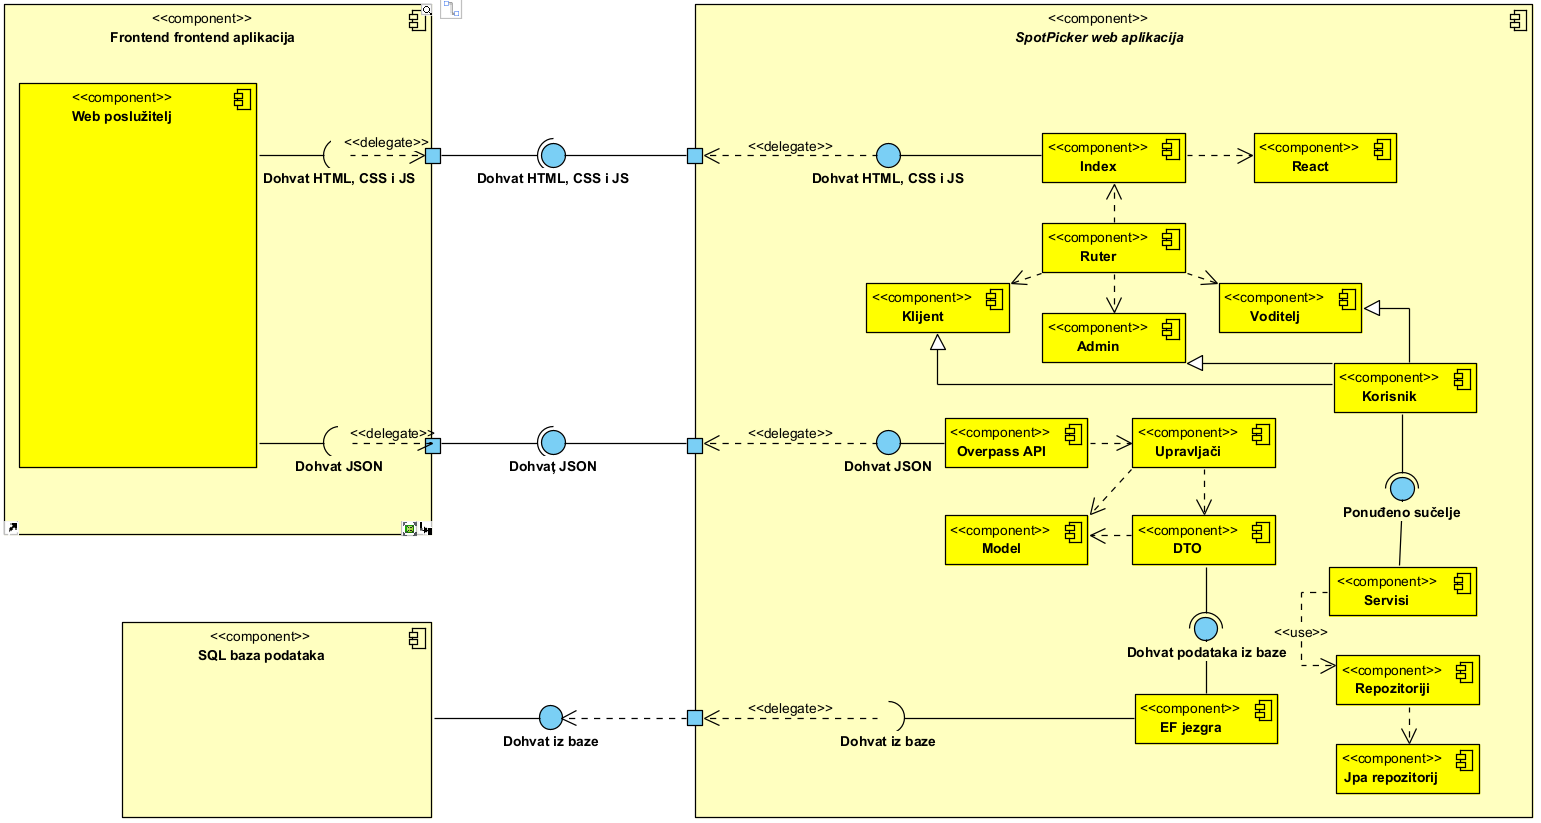 <<component>>
Frontend frontend aplikacija
<<component>>
Web poslužitelj
<<delegate>>
Dohvat HTML, CSS i JS
<<delegate>>
Dohvat JSON
Dohvat HTML, CSS i JS
Dohvat JSON
<<component>>
SQL baza podataka
Dohvat iz baze
<<component>>
SpotPicker web aplikacija
<<delegate>>
Dohvat HTML, CSS i JS
<<component>>
Index
<<component>>
React
<<component>>
Ruter
<<component>>
Klijent
<<component>>
Admin
<<component>>
Voditelj
<<component>>
Korisnik
<<delegate>>
Dohvat JSON
<<component>>
Overpass API
<<component>>
Upravljači
<<component>>
Model
<<component>>
DTO
Ponuđeno sučelje
<<component>>
Servisi
<<use>>
Dohvat podataka iz baze
<<component>>
Repozitoriji
<<delegate>>
Dohvat iz baze
<<component>>
EF jezgra
<<component>>
Jpa repozitorij